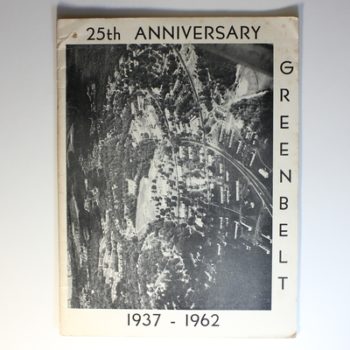 25th ANNIVERSARY
GREENBELT
1937 - 1962